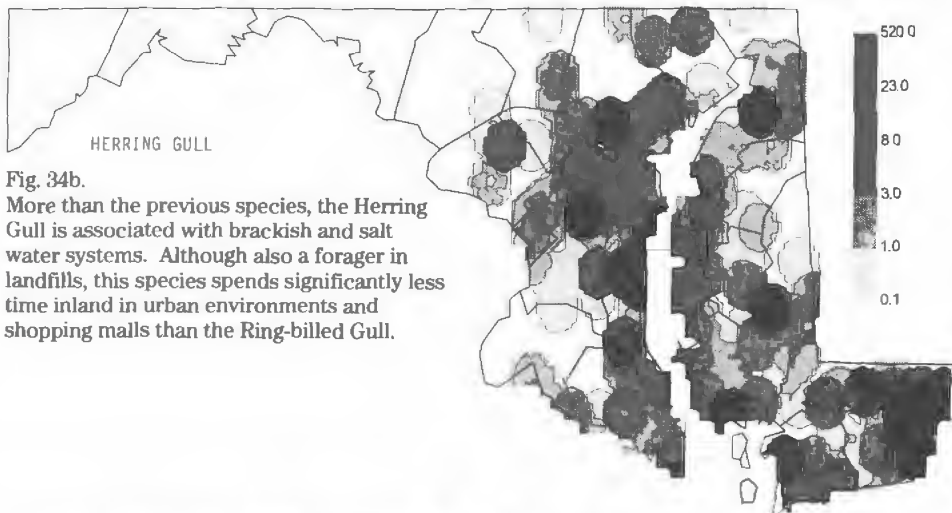 520 0
23.0
8 0
3.0
1.0
0.1
HERRING GULL
Fig. 34b.
More than the previous species, the Herring
Gull is associated with brackish and salt
water systems. Although also a forager in
landfills, this species spends significantly less
time inland in urban environments and
shopping malls than the Ring-billed Gull.